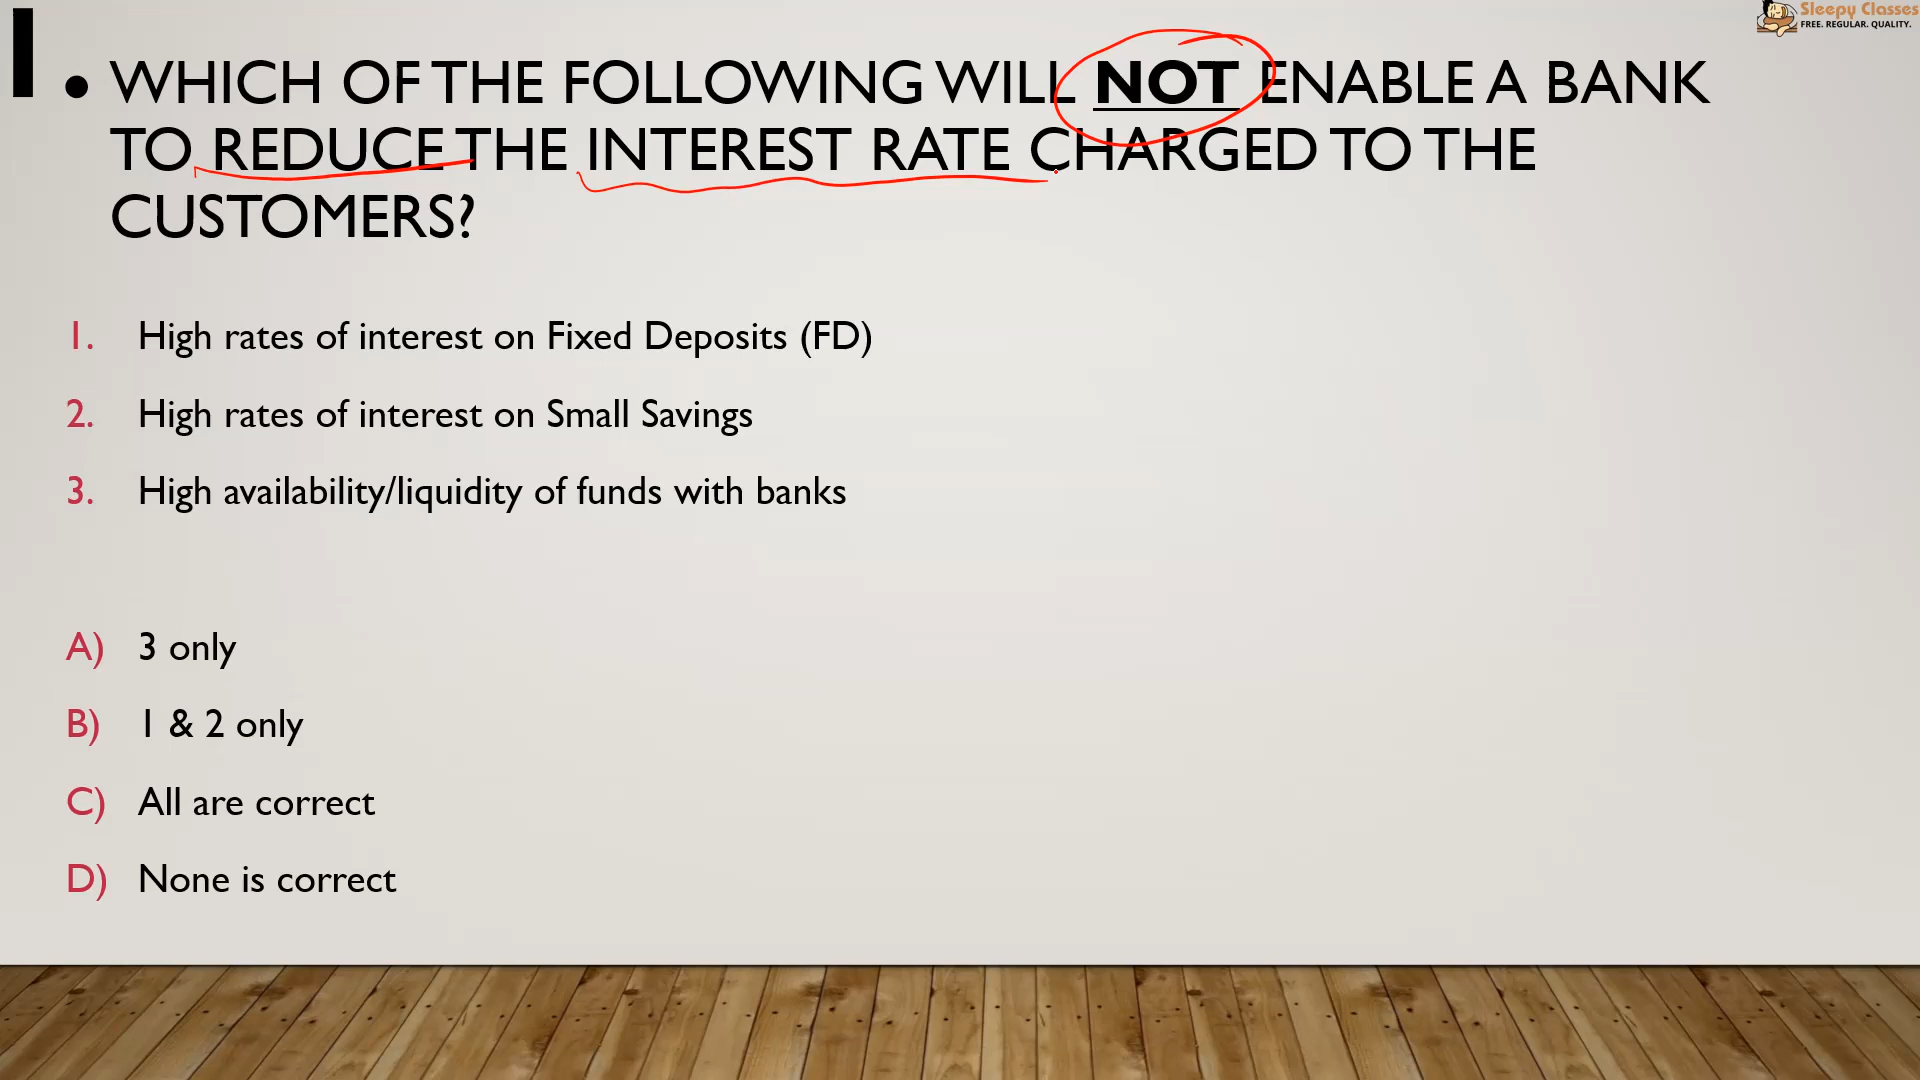 Sleepy Classes
FREE. REGULAR. QUALITY.
1
• WHICH OF THE FOLLOWING WILL NOT ENABLE A BANK
TO REDUCE THE INTEREST RATE CHARGED TO THE
CUSTOMERS?
1. High rates of interest on Fixed Deposits (FD)
2. High rates of interest on Small Savings
3. High availability/liquidity of funds with banks
A) 3 only
B) 1 & 2 only
C) All are correct
D) None is correct